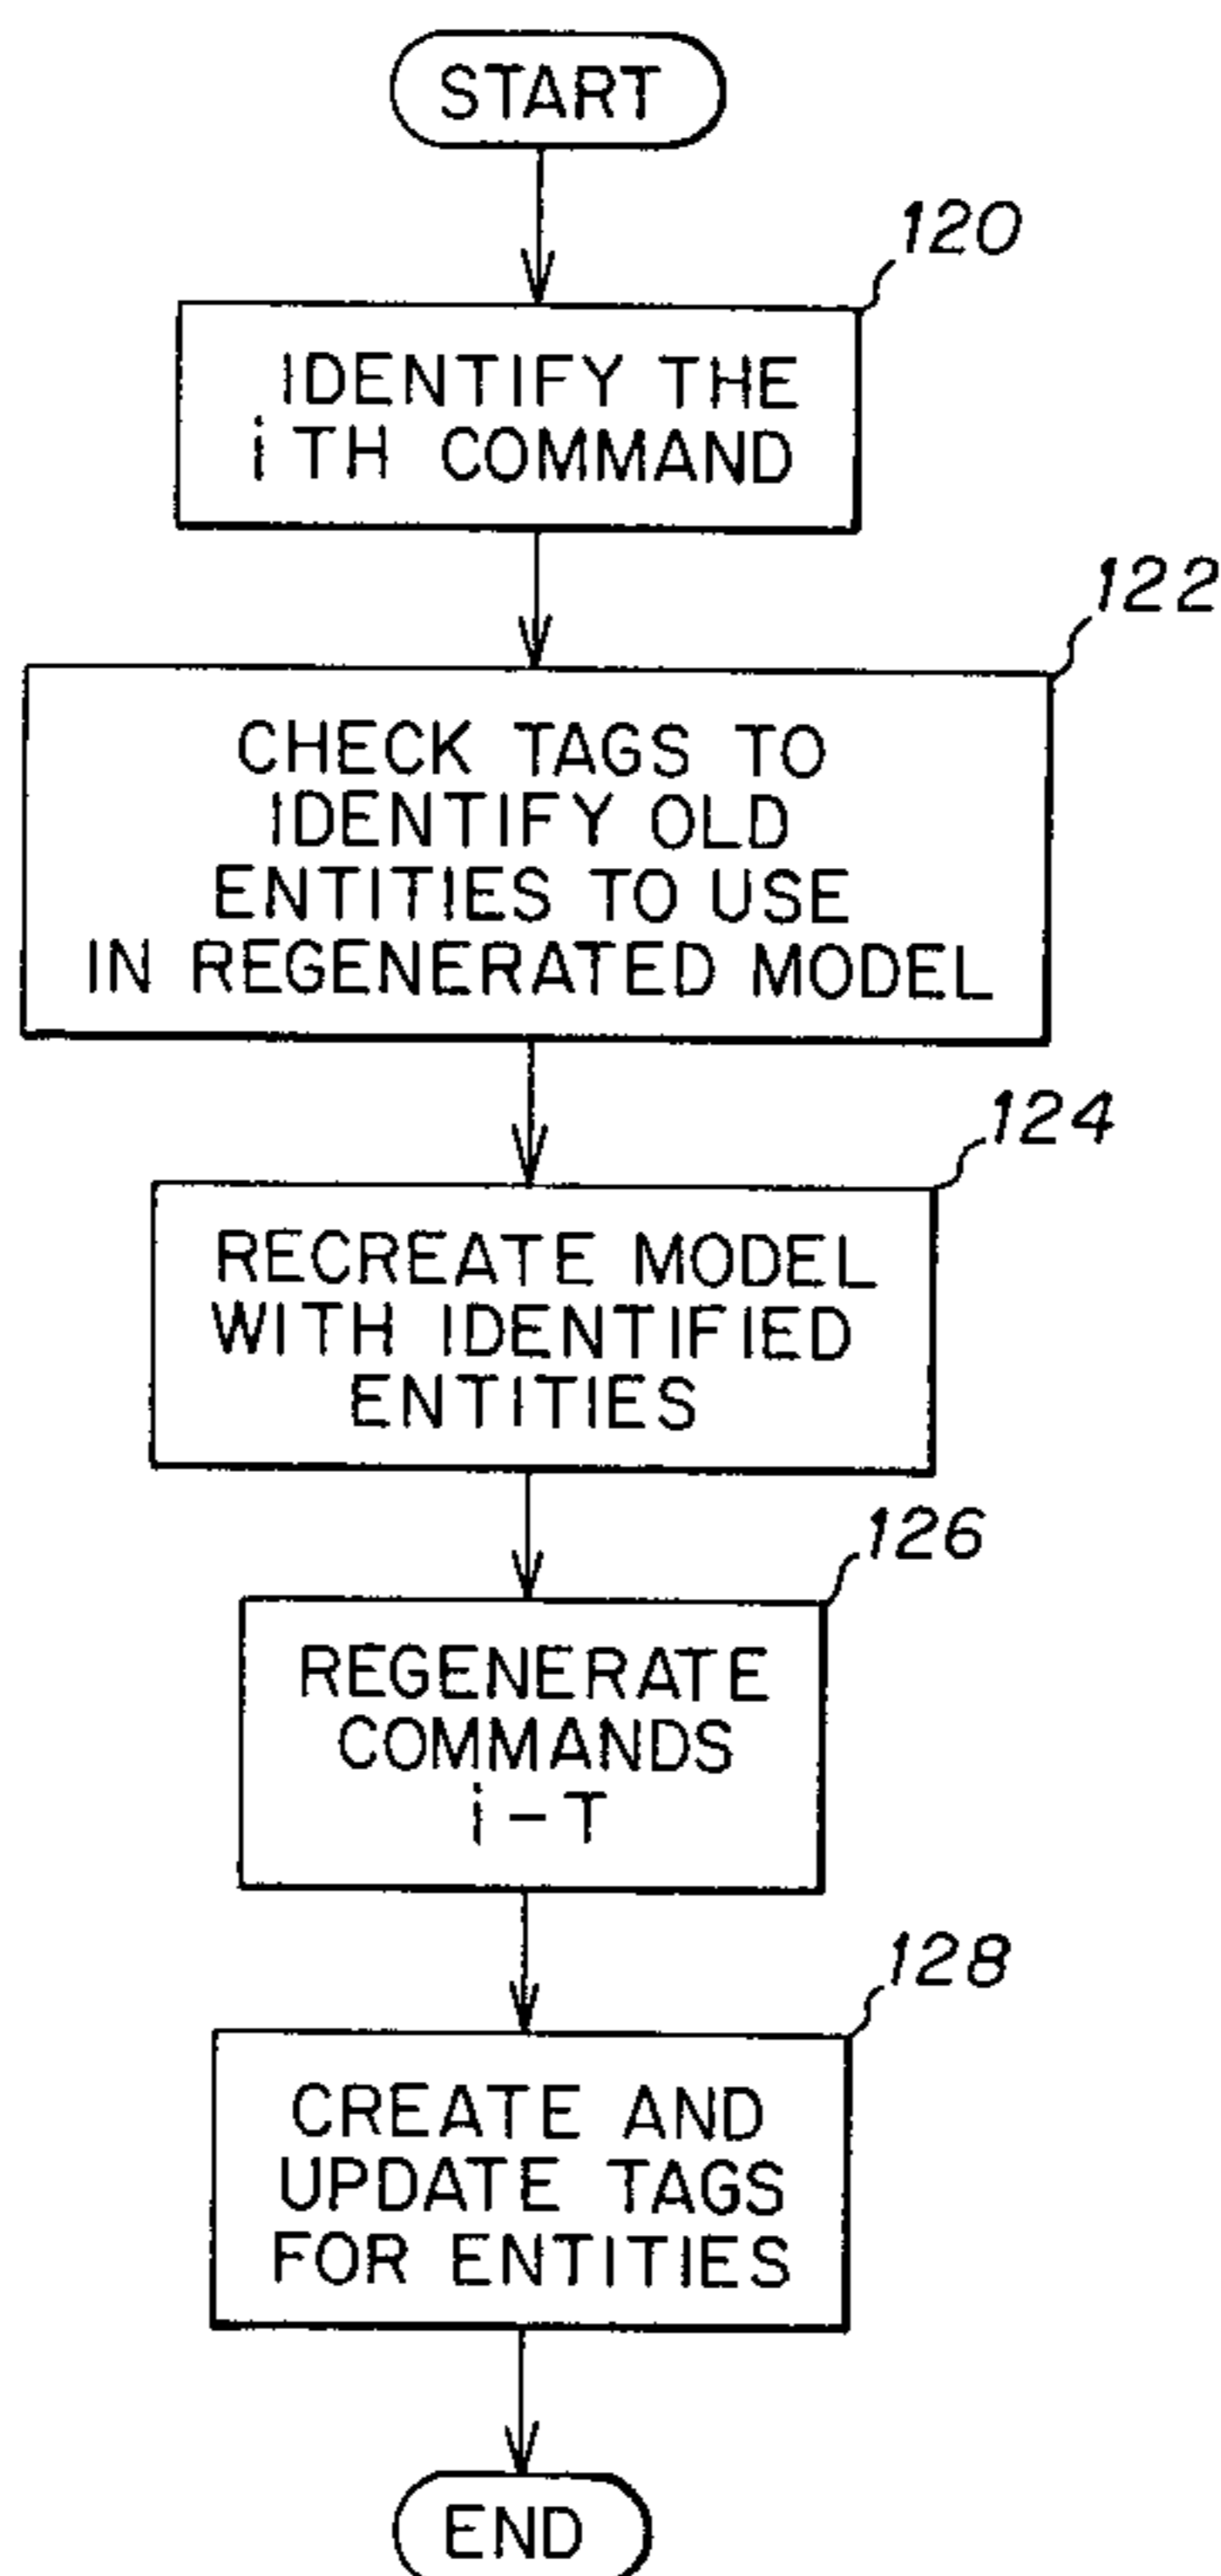 START
120
IDENTIFY THE
i TH COMMAND
122
CHECK TAGS TO
IDENTIFY OLD
ENTITIES TO USE
IN REGENERATED MODEL
124
RECREATE MODEL
WITH IDENTIFIED
ENTITIES
126
REGENERATE
COMMANDS
i - T
128
CREATE AND
UPDATE TAGS
FOR ENTITIES
END